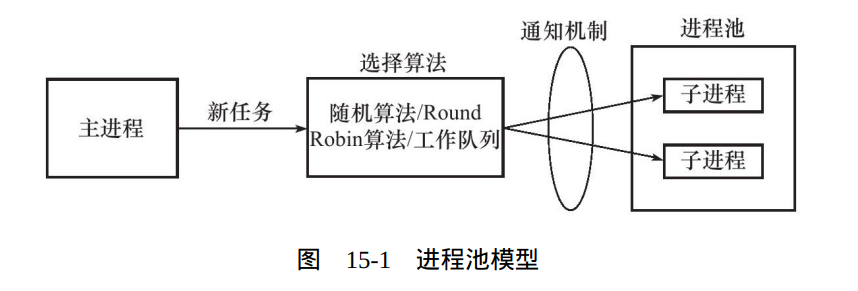 通知机制
进程池
选择算法
主进程
新任务
随机算法/Round
Robin算法/工作队列
子进程
子进程
图 15-1 进程池模型